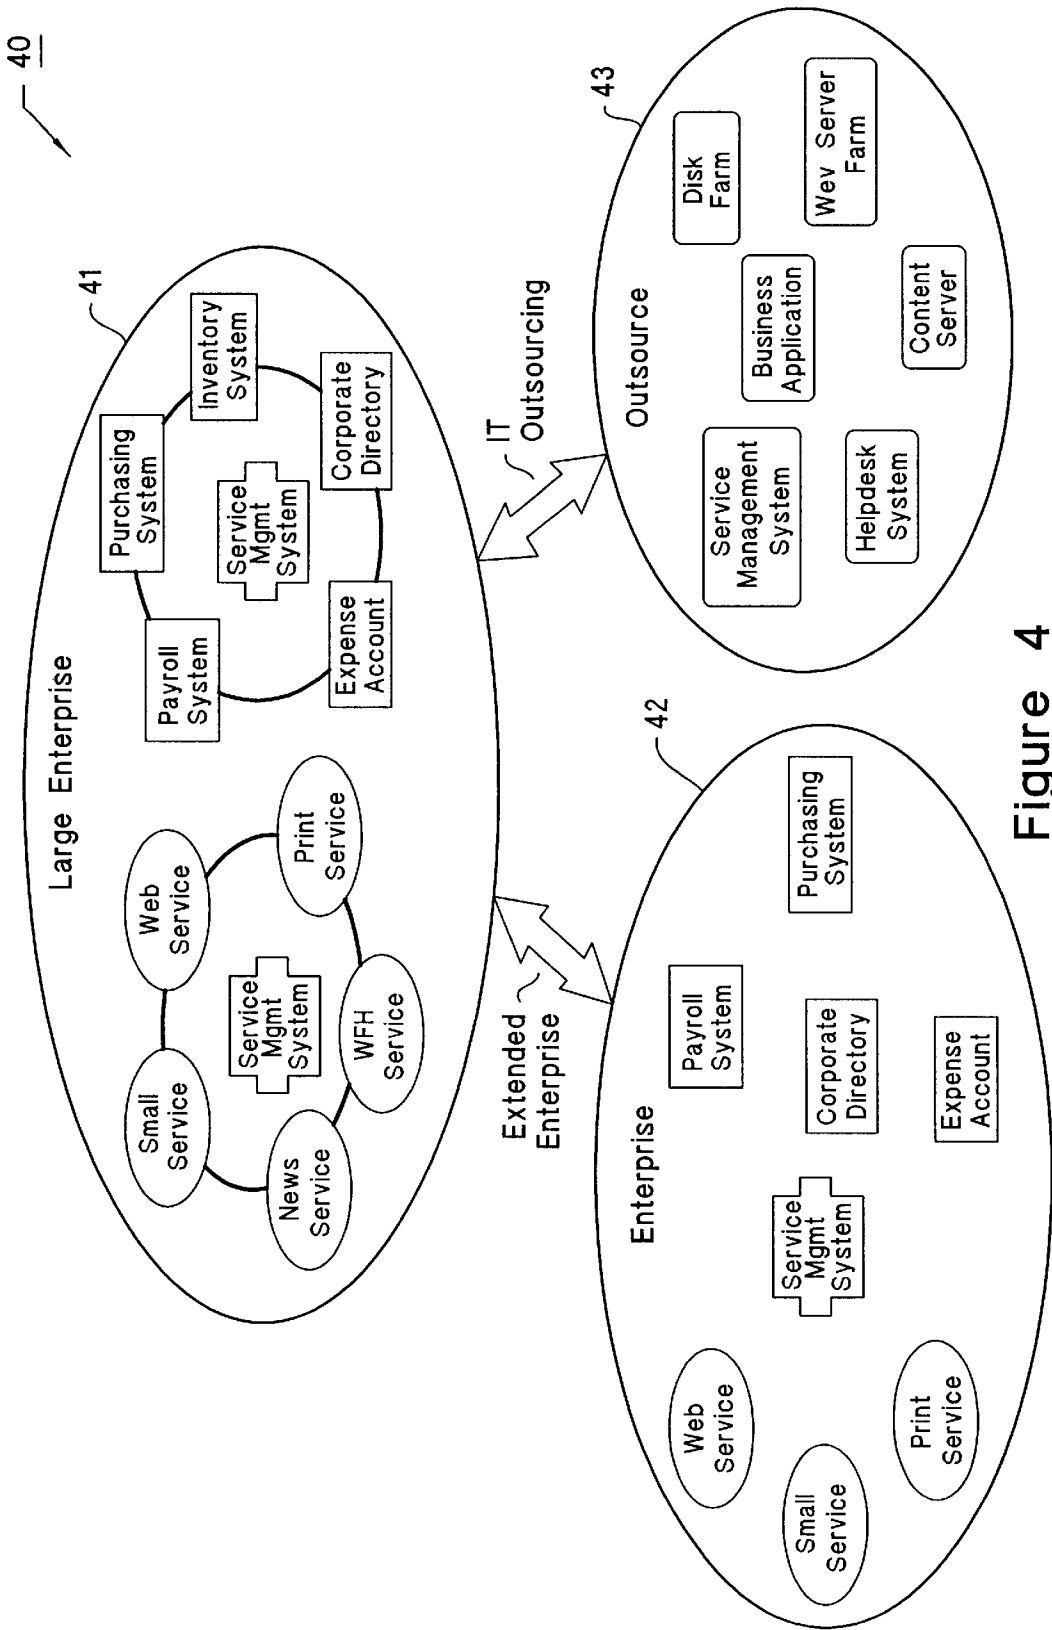 40
Large Enterprise
41
Small
Service
Web
Service
News
Service
Service
Mgmt
System
Print
Service
WFH
Service
Payroll
System
Purchasing
System
Inventory
System
Service
Mgmt
System
Expense
Account
Corporate
Directory
Extended
Enterprise
IT
Outsourcing
42
Enterprise
Web
Service
Small
Service
Print
Service
Service
Mgmt
System
Payroll
System
Corporate
Directory
Expense
Account
Purchasing
System
43
Outsource
Service
Management
System
Helpdesk
System
Business
Application
Disk
Farm
Content
Server
Wev Server
Farm
Figure 4